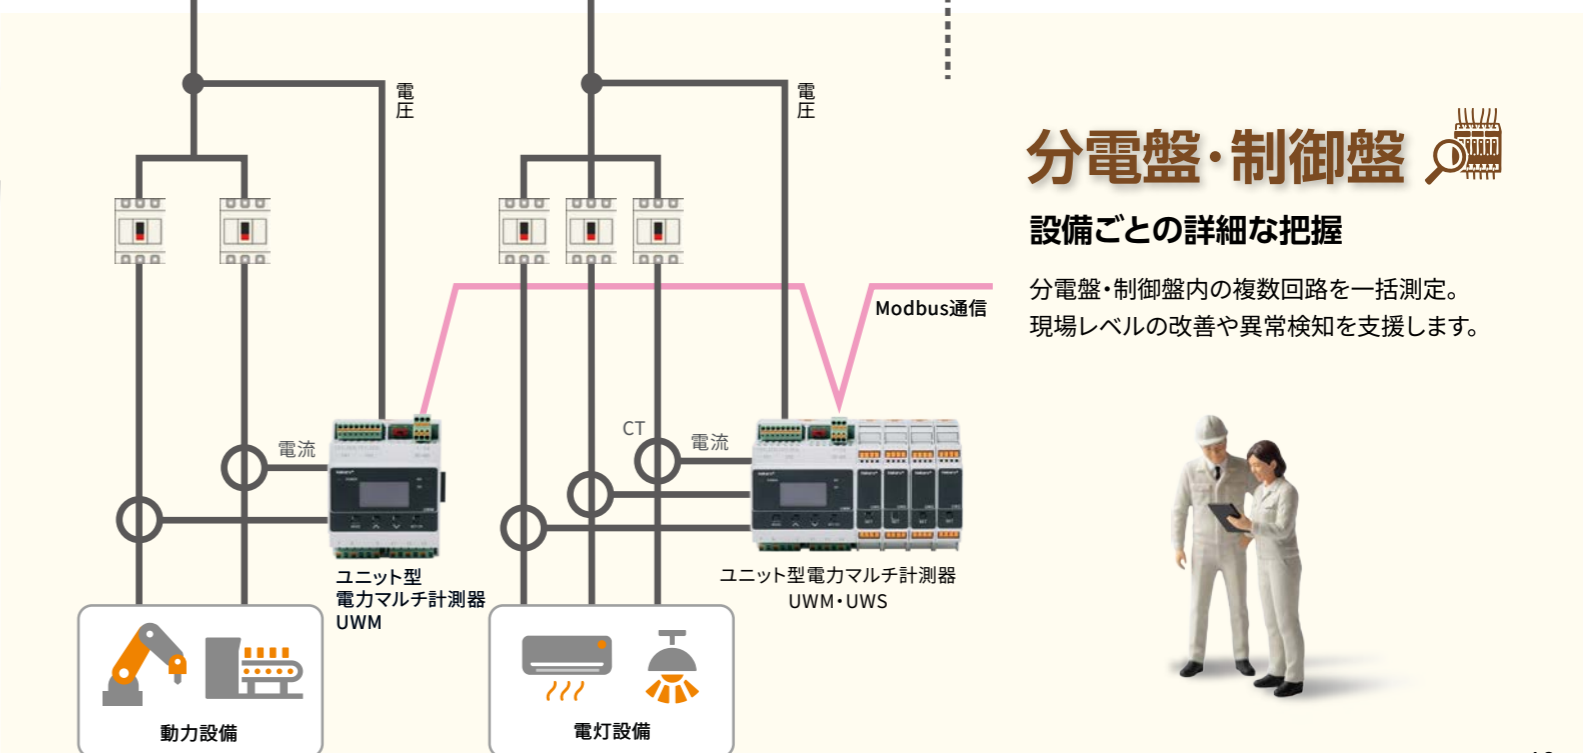 電圧
電圧
分電盤・制御盤
設備ごとの詳細な把握
分電盤・制御盤内の複数回路を一括測定。
現場レベルの改善や異常検知を支援します。
Modbus通信
電流
CT
電流
ユニット型
電力マルチ計測器
UWM
ユニット型電力マルチ計測器
UWM・UWS
動力設備
電灯設備